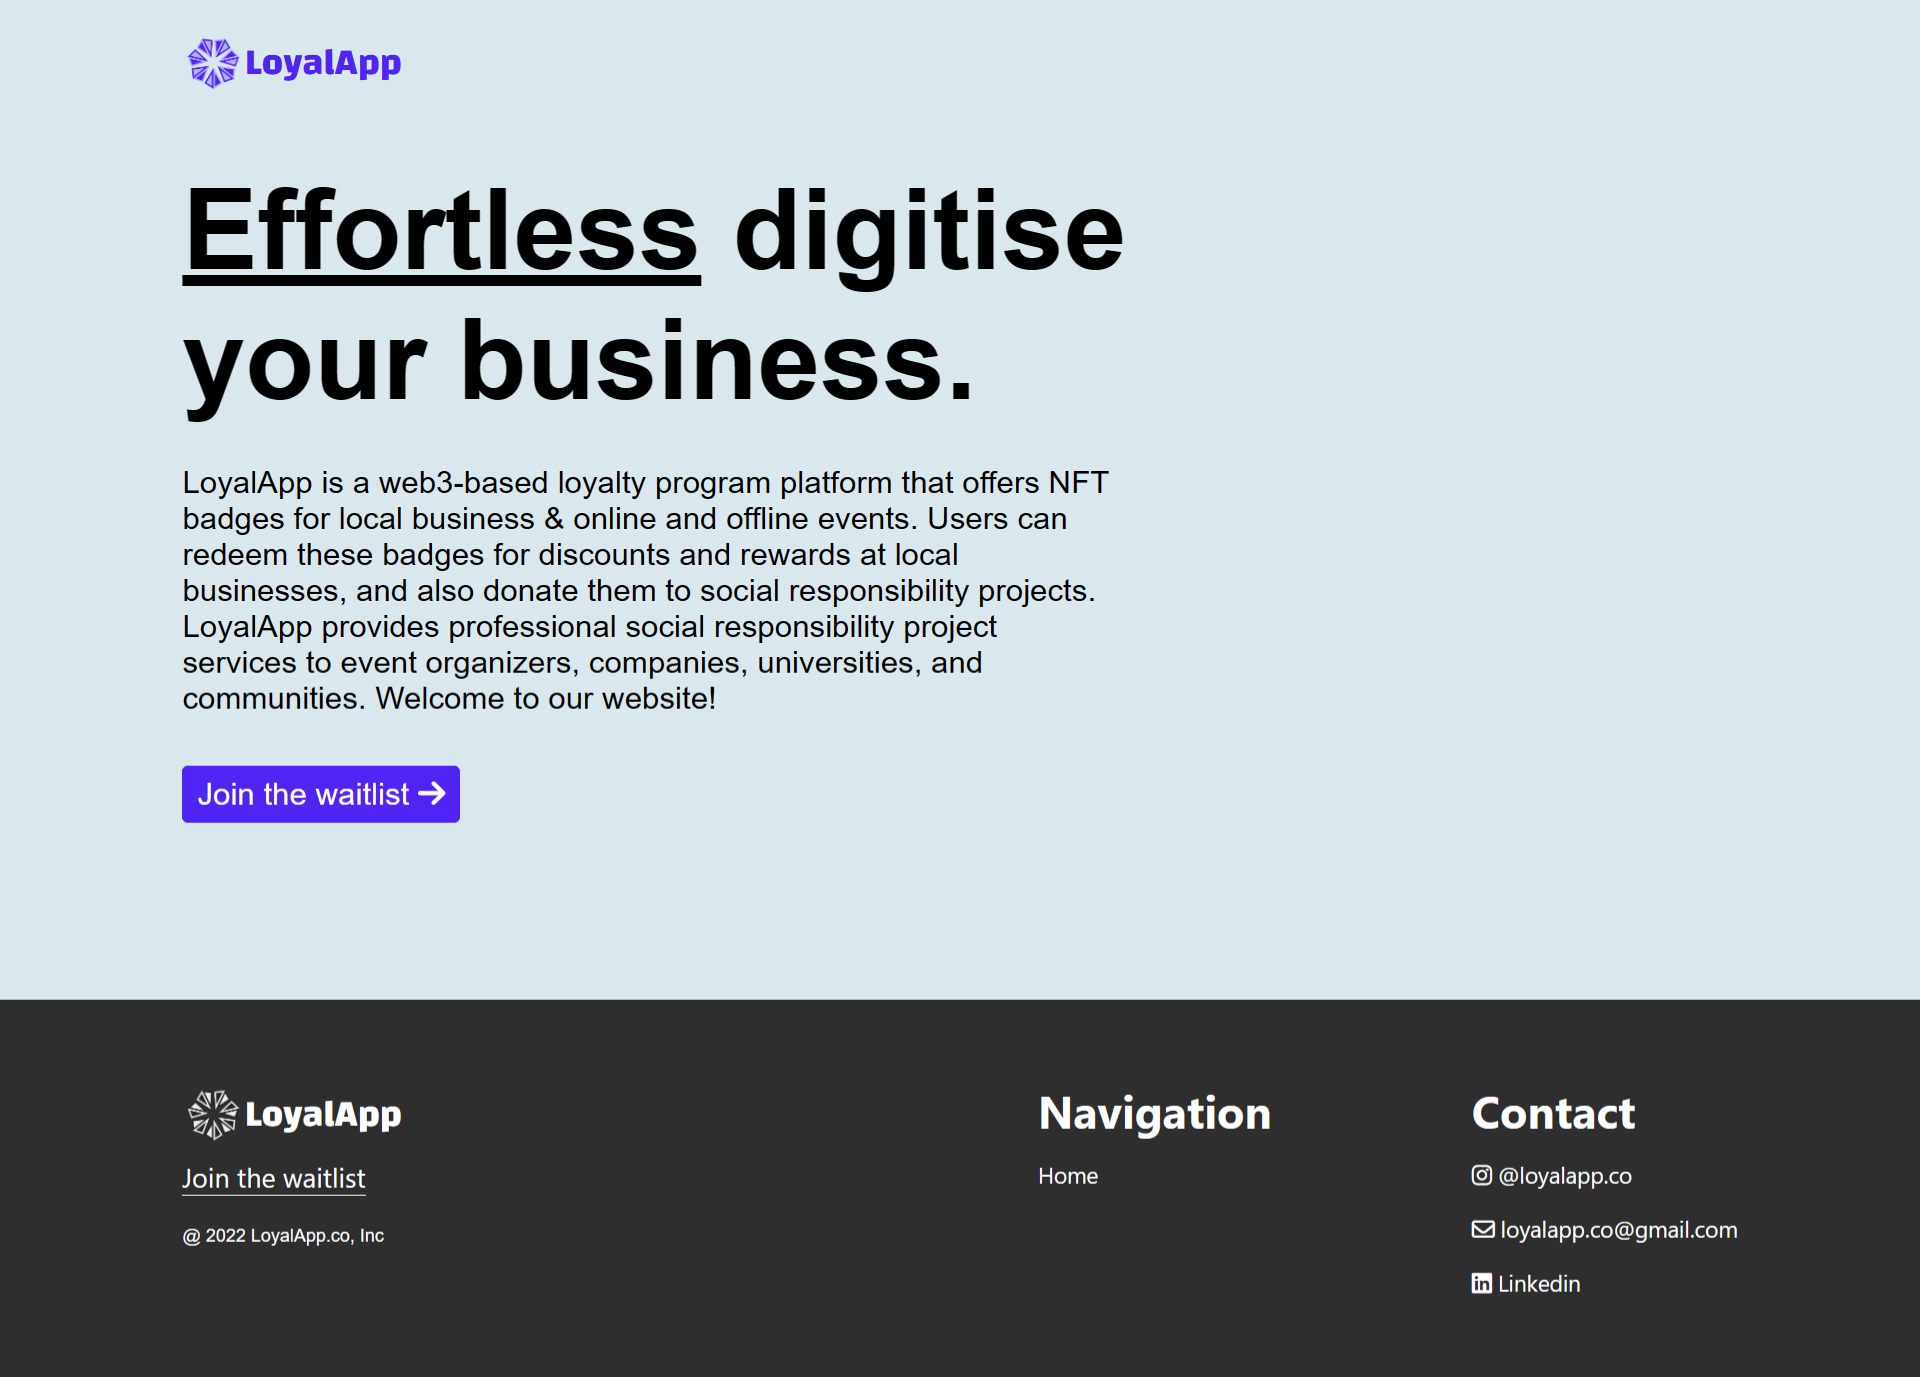 LoyalApp
Effortless digitise
your business.
LoyalApp is a web3-based loyalty program platform that offers NFT
badges for local business & online and offline events. Users can
redeem these badges for discounts and rewards at local
businesses, and also donate them to social responsibility projects.
LoyalApp provides professional social responsibility project
services to event organizers, companies, universities, and
communities. Welcome to our website!
Join the waitlist
LoyalApp
Join the waitlist
@ 2022 LoyalApp.co, Inc
Navigation
Home
Contact
@loyalapp.co
loyalapp.co@gmail.com
Linkedin